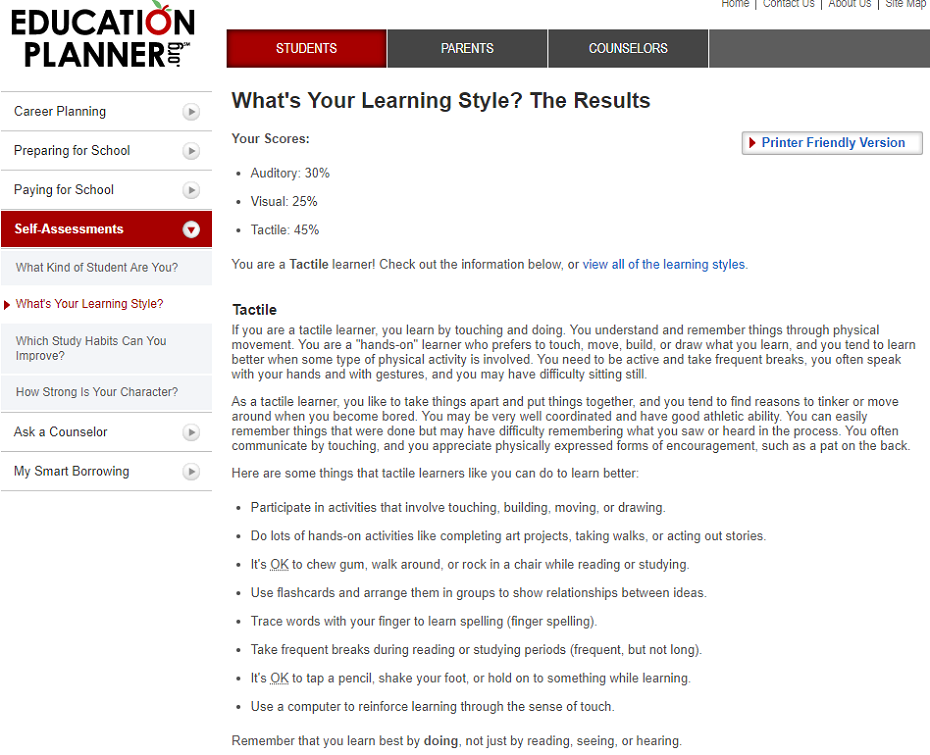 EDUCATION
PLANNER.org
Home | Contact Us | About Us | Site Map
STUDENTS
PARENTS
COUNSELORS
Career Planning
Preparing for School
Paying for School
Self-Assessments
What Kind of Student Are You?
What's Your Learning Style?
Which Study Habits Can You
Improve?
How Strong Is Your Character?
Ask a Counselor
My Smart Borrowing
What's Your Learning Style? The Results
Your Scores:
Printer Friendly Version
• Auditory: 30%
• Visual: 25%
• Tactile: 45%
You are a Tactile learner! Check out the information below, or view all of the learning styles.
Tactile
If you are a tactile learner, you learn by touching and doing. You understand and remember things through physical
movement. You are a "hands-on" learner who prefers to touch, move, build, or draw what you learn, and you tend to learn
better when some type of physical activity is involved. You need to be active and take frequent breaks, you often speak
with your hands and with gestures, and you may have difficulty sitting still.
As a tactile learner, you like to take things apart and put things together, and you tend to find reasons to tinker or move
around when you become bored. You may be very well coordinated and have good athletic ability. You can easily
remember things that were done but may have difficulty remembering what you saw or heard in the process. You often
communicate by touching, and you appreciate physically expressed forms of encouragement, such as a pat on the back.
Here are some things that tactile learners like you can do to learn better:
• Participate in activities that involve touching, building, moving, or drawing.
• Do lots of hands-on activities like completing art projects, taking walks, or acting out stories.
• It's OK to chew gum, walk around, or rock in a chair while reading or studying.
• Use flashcards and arrange them in groups to show relationships between ideas.
• Trace words with your finger to learn spelling (finger spelling).
• Take frequent breaks during reading or studying periods (frequent, but not long).
• It's OK to tap a pencil, shake your foot, or hold on to something while learning.
• Use a computer to reinforce learning through the sense of touch.
Remember that you learn best by doing, not just by reading, seeing, or hearing.